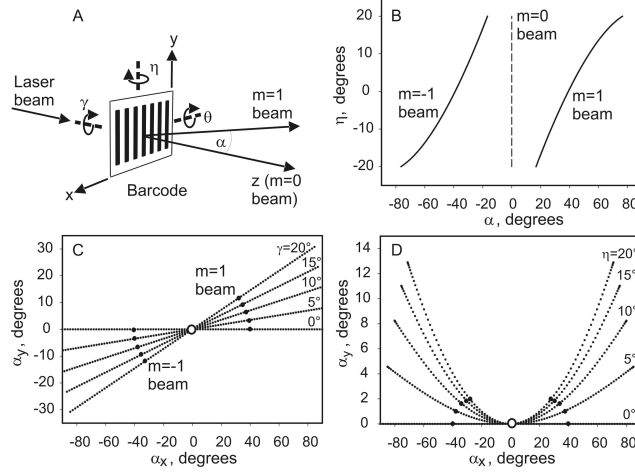 A
y
η
Laser
beam
γ
θ
m=1
beam
α
z (m=0
beam)
x
Barcode
B
η, degrees
20
10
0
-10
-20
m=0
beam
m=-1
beam
m=1
beam
-80 -60 -40 -20 0 20 40 60 80
α, degrees
C
αy, degrees
30
20
10
0
-10
-20
-30
γ=20°
15°
10°
5°
0°
m=1
beam
m=-1
beam
-80 -60 -40 -20 0 20 40 60 80
αx, degrees
D
αy, degrees
14
12
10
8
6
4
2
0
η=20°
15°
10°
5°
0°
-80 -60 -40 -20 0 20 40 60 80
αx, degrees